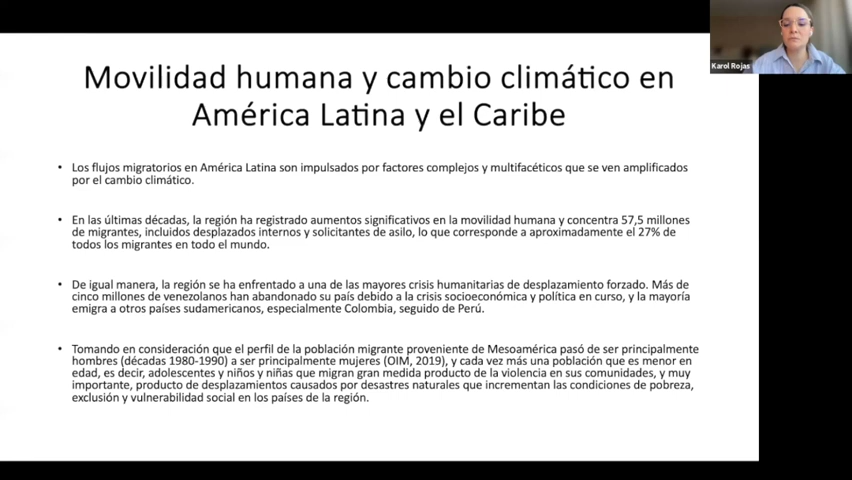 Karol Rojas
Movilidad humana y cambio climático en
América Latina y el Caribe
• Los flujos migratorios en América Latina son impulsados por factores complejos y multifacéticos que se ven amplificados
por el cambio climático.
• En las últimas décadas, la región ha registrado aumentos significativos en la movilidad humana y concentra 57,5 millones
de migrantes, incluidos desplazados internos y solicitantes de asilo, lo que corresponde a aproximadamente el 27% de
todos los migrantes en todo el mundo.
• De igual manera, la región se ha enfrentado a una de las mayores crisis humanitarias de desplazamiento forzado. Más de
cinco millones de venezolanos han abandonado su país debido a la crisis socioeconómica y política en curso, y la mayoría
emigra a otros países sudamericanos, especialmente Colombia, seguido de Perú.
• Tomando en consideración que el perfil de la población migrante proveniente de Mesoamérica pasó de ser principalmente
hombres (décadas 1980-1990) a ser principalmente mujeres (OIM, 2019), y cada vez más una población que es menor en
edad, es decir, adolescentes y niños y niñas que migran gran medida producto de la violencia en sus comunidades, y muy
importante, producto de desplazamientos causados por desastres naturales que incrementan las condiciones de pobreza,
exclusión y vulnerabilidad social en los países de la región.